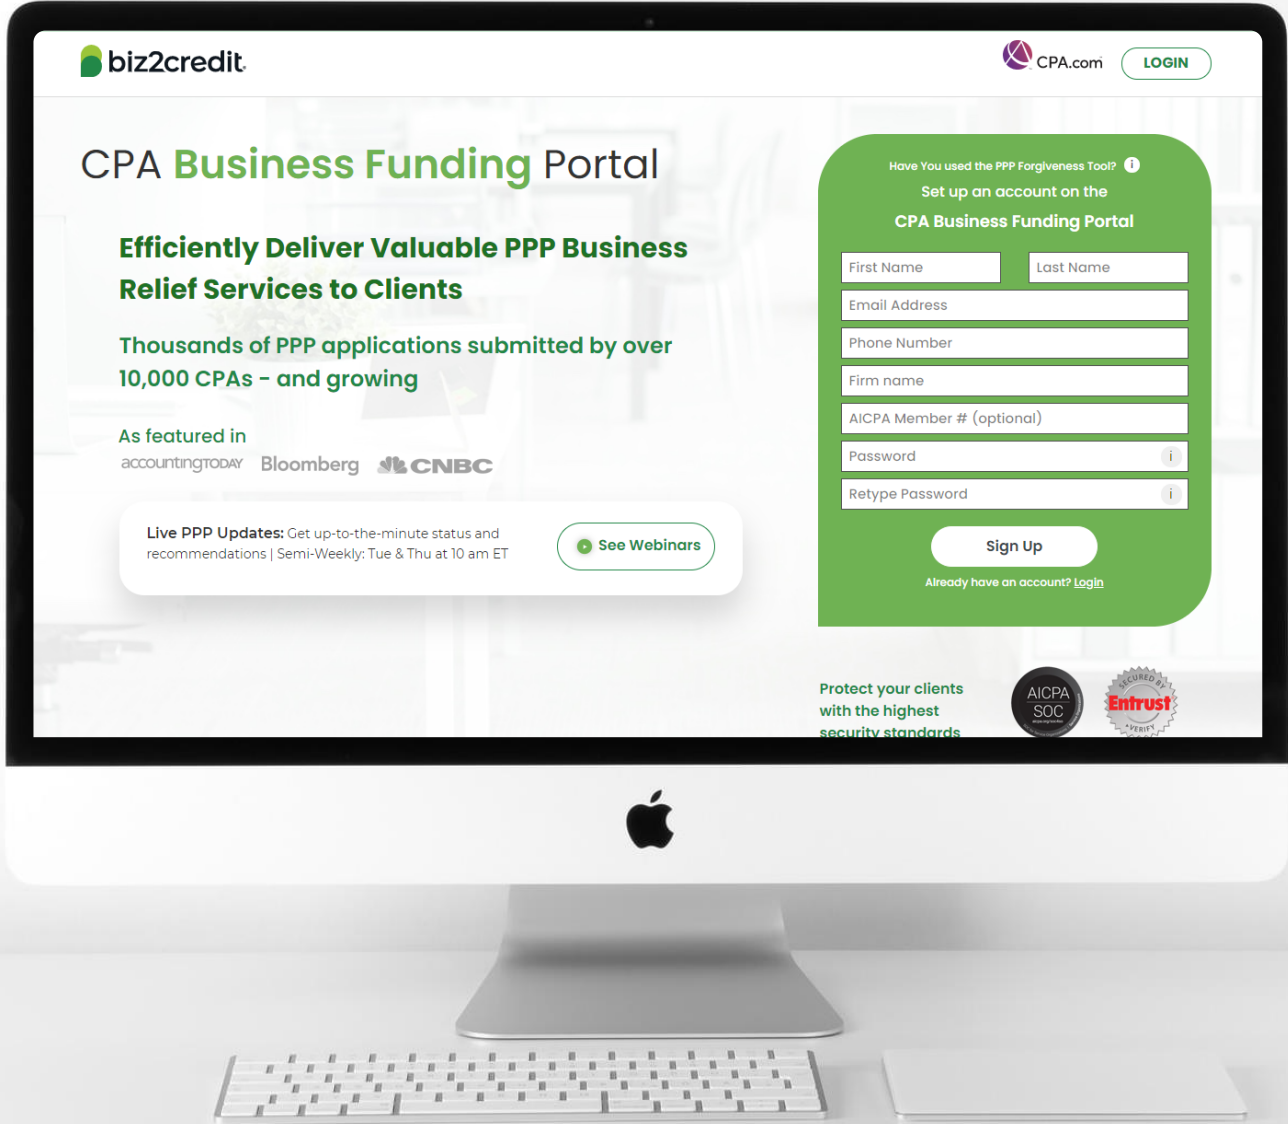 biz2credit
CPA.com
LOGIN
CPA Business Funding Portal
Efficiently Deliver Valuable PPP Business
Relief Services to Clients
Thousands of PPP applications submitted by over
10,000 CPAs - and growing
As featured in
accountingTODAY Bloomberg CNBC
Live PPP Updates: Get up-to-the-minute status and
recommendations | Semi-Weekly: Tue & Thu at 10 am ET
See Webinars
Have You used the PPP Forgiveness Tool? i
Set up an account on the
CPA Business Funding Portal
First Name Last Name
Email Address
Phone Number
Firm name
AICPA Member # (optional)
Password i
Retype Password i
Sign Up
Already have an account? Login
Protect your clients
with the highest
security standards
AICPA
SOC
SECURED BY
Entrust
VERIFY